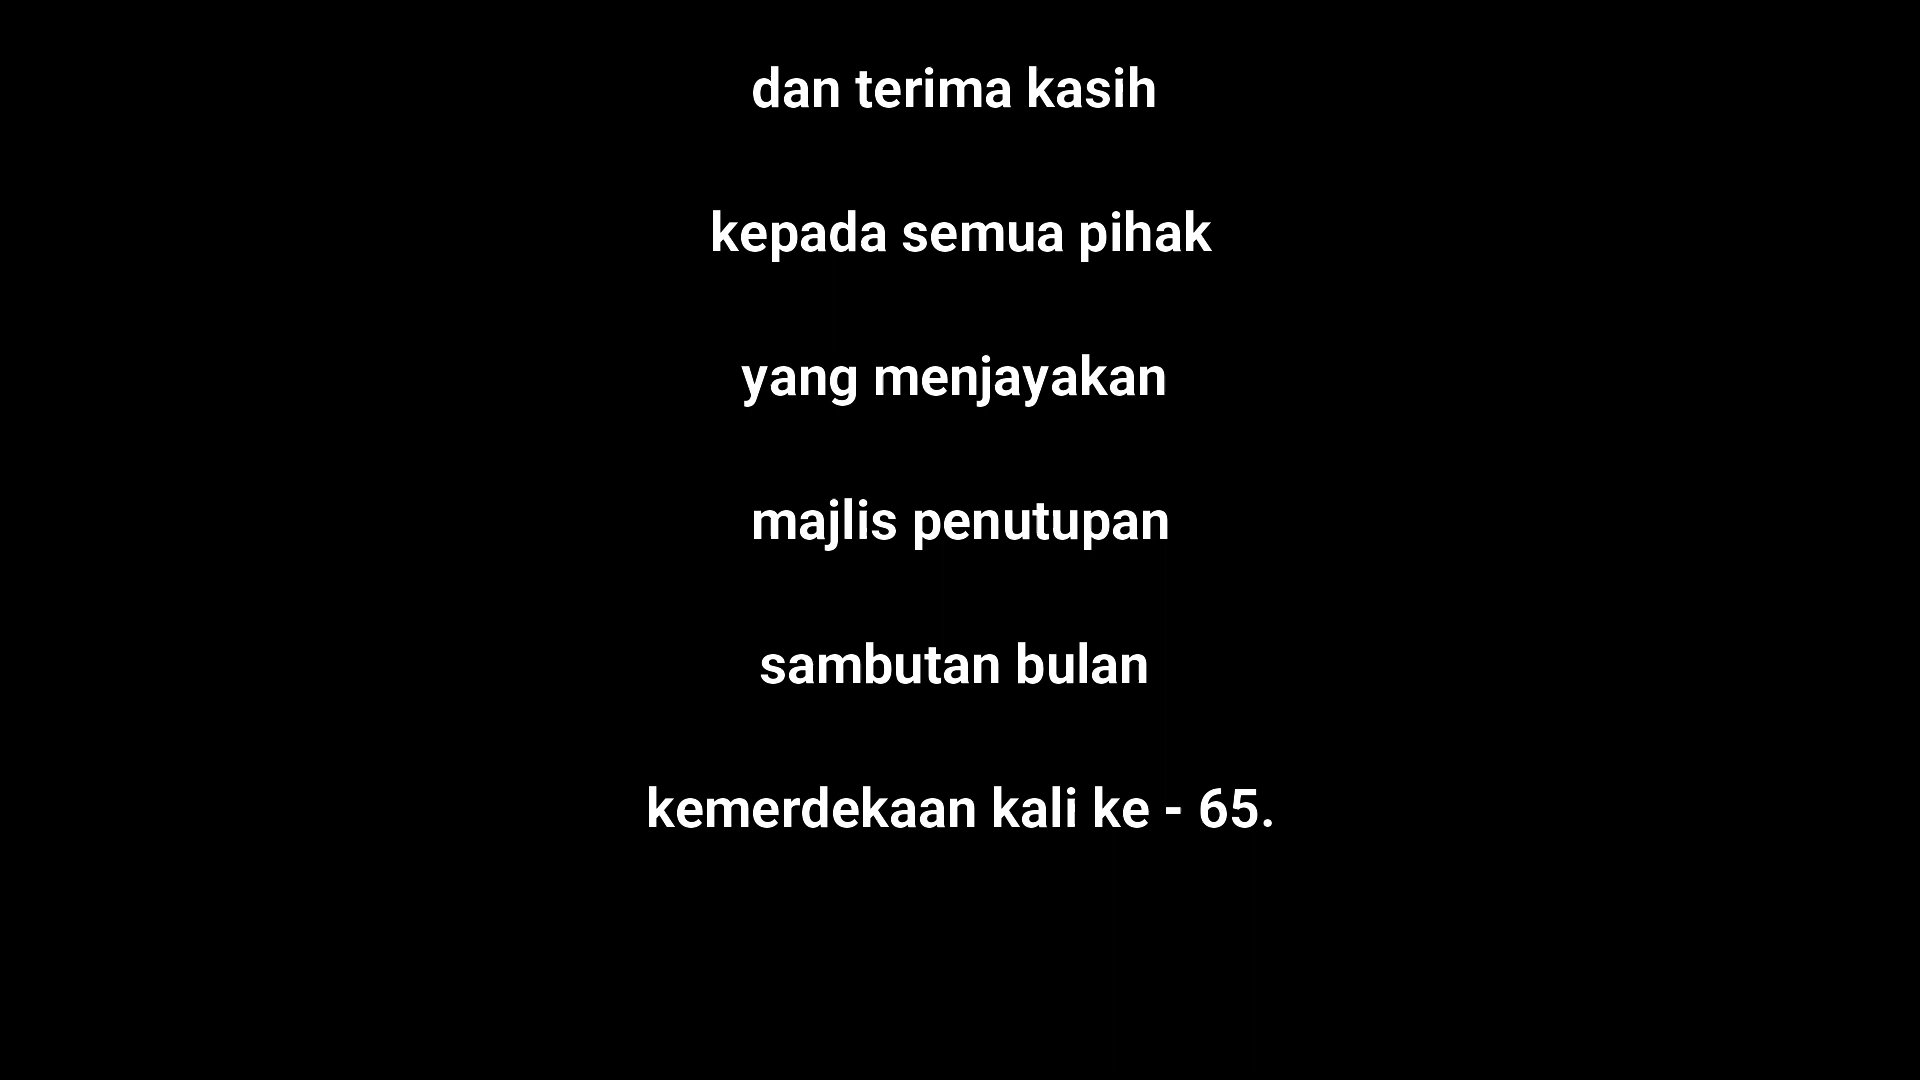 dan terima kasih
kepada semua pihak
yang menjayakan
majlis penutupan
sambutan bulan
kemerdekaan kali ke - 65.